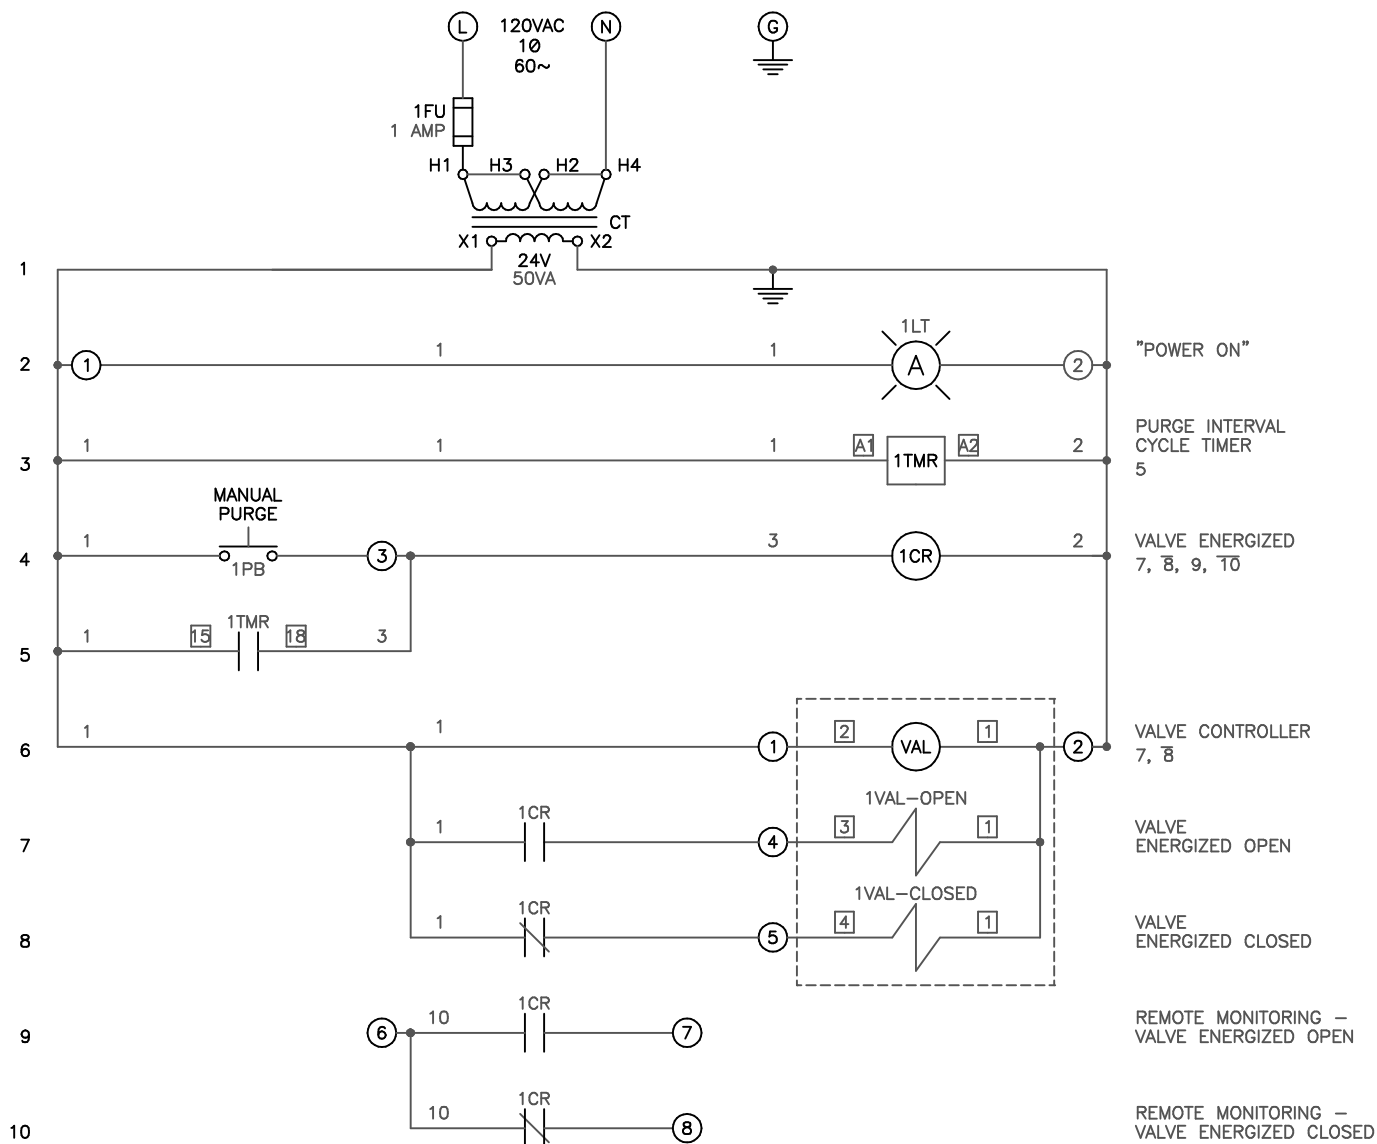 L 120VAC N G
10
60~
1FU
1 AMP
H1 H3 H2 H4
CT
X1 X2
24V
50VA
1
1LT
2 1 1 1 A 2 "POWER ON"
PURGE INTERVAL
CYCLE TIMER
3 1 1 1 A1 1TMR A2 2
5
MANUAL
PURGE
4 1 3 3 1CR 2 VALVE ENERGIZED
1PB 7, 8̅, 9, 1̅0̅
1TMR
5 1 15 18 3
6 1 1 1 2 VAL 1 2 VALVE CONTROLLER
7, 8̅
1VAL-OPEN
1CR
7 1 4 3 1 VALVE
ENERGIZED OPEN
1VAL-CLOSED
1CR
8 1 5 4 1 VALVE
ENERGIZED CLOSED
1CR
9 6 10 7 REMOTE MONITORING -
VALVE ENERGIZED OPEN
1CR
10 10 8 REMOTE MONITORING -
VALVE ENERGIZED CLOSED